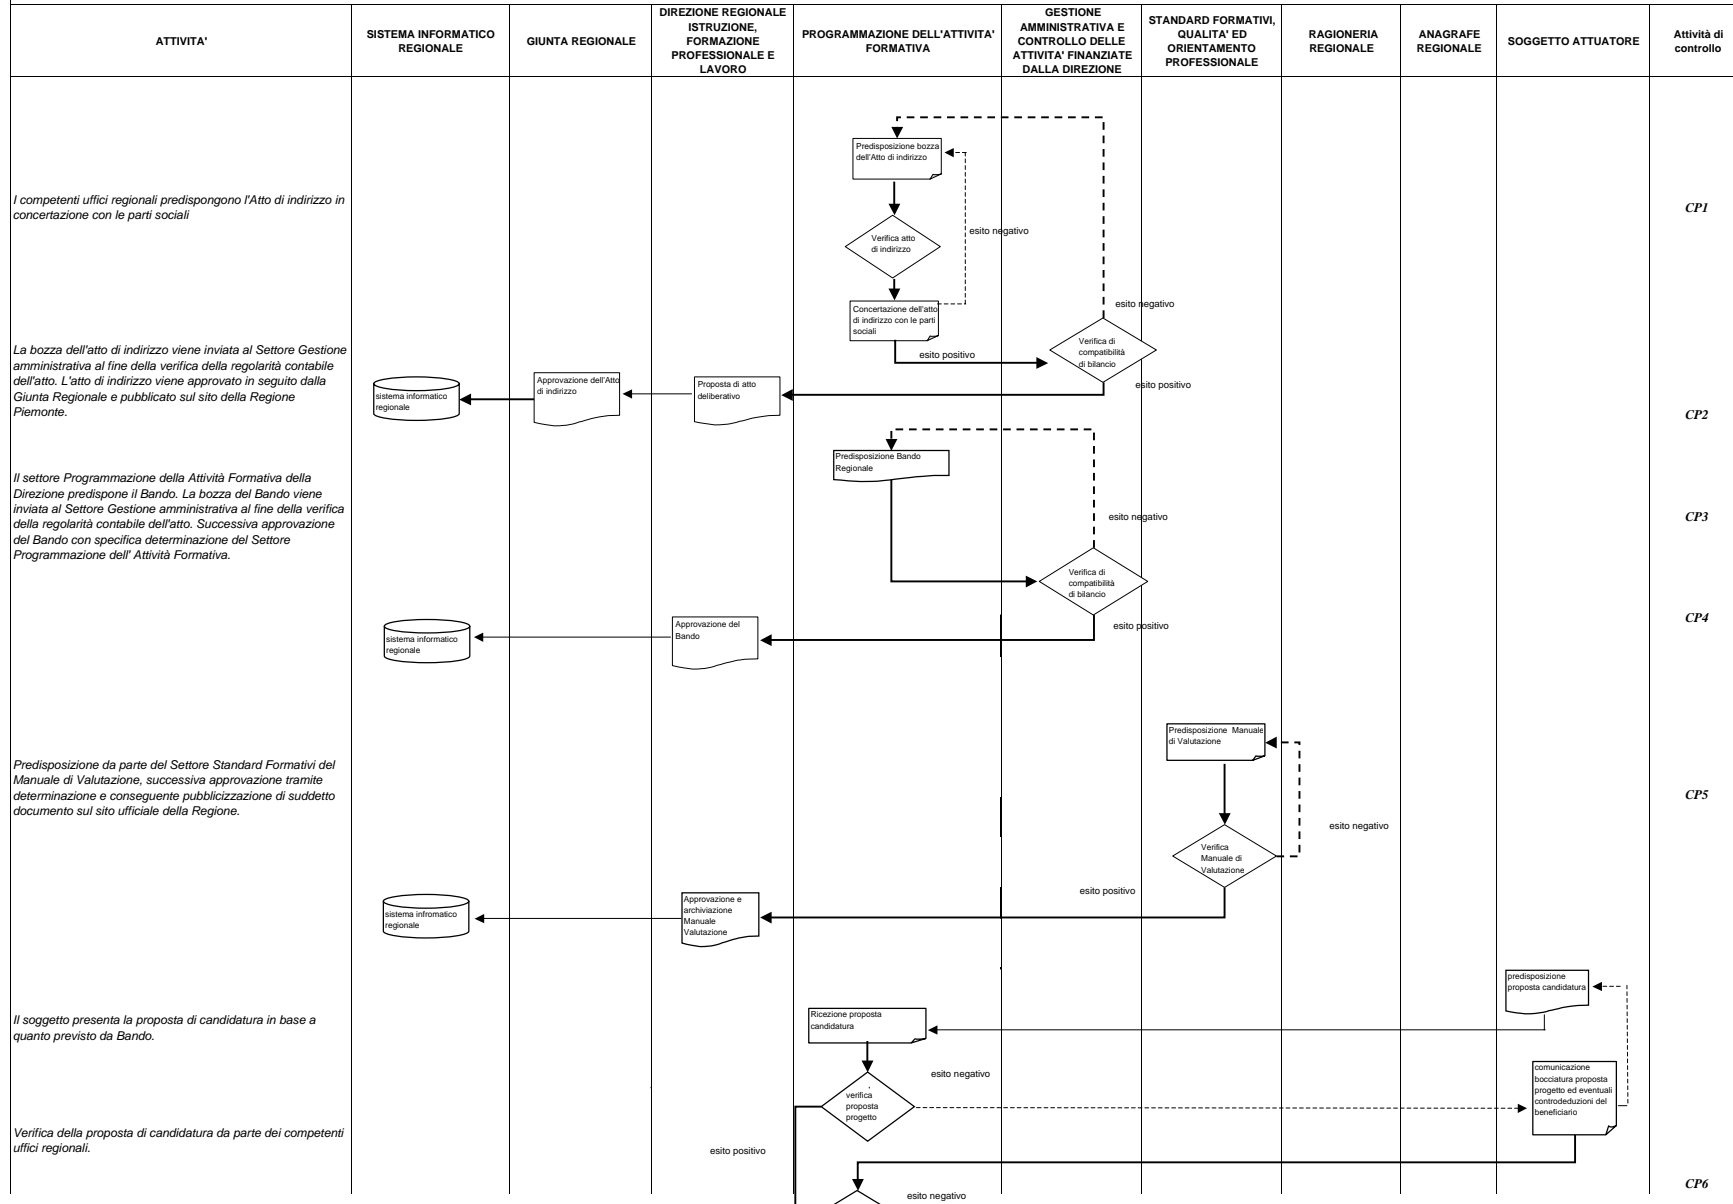 ATTIVITA'
SISTEMA INFORMATICO
REGIONALE
GIUNTA REGIONALE
DIREZIONE REGIONALE
ISTRUZIONE,
FORMAZIONE
PROFESSIONALE E
LAVORO
PROGRAMMAZIONE DELL'ATTIVITA'
FORMATIVA
GESTIONE
AMMINISTRATIVA E
CONTROLLO DELLE
ATTIVITA' FINANZIATE
DALLA DIREZIONE
STANDARD FORMATIVI,
QUALITA' ED
ORIENTAMENTO
PROFESSIONALE
RAGIONERIA
REGIONALE
ANAGRAFE
REGIONALE
SOGGETTO ATTUATORE
Attività di
controllo
Predisposizione bozza
dell'Atto di indirizzo
I competenti uffici regionali predispongono l'Atto di indirizzo in
concertazione con le parti sociali
CP1
esito negativo
Verifica atto
di indirizzo
esito negativo
Concertazione dell'atto
di indirizzo con le parti
sociali
Verifica di
compatibilità
di bilancio
esito positivo
La bozza dell'atto di indirizzo viene inviata al Settore Gestione
amministrativa al fine della verifica della regolarità contabile
dell'atto. L'atto di indirizzo viene approvato in seguito dalla
Giunta Regionale e pubblicato sul sito della Regione
Piemonte.
sistema informatico
regionale
Approvazione dell'Atto
di indirizzo
Proposta di atto
deliberativo
esito positivo
CP2
Predisposizione Bando
Regionale
Il settore Programmazione della Attività Formativa della
Direzione predispone il Bando. La bozza del Bando viene
inviata al Settore Gestione amministrativa al fine della verifica
della regolarità contabile dell'atto. Successiva approvazione
del Bando con specifica determinazione del Settore
Programmazione dell' Attività Formativa.
esito negativo
CP3
Verifica di
compatibilità
di bilancio
sistema informatico
regionale
Approvazione del
Bando
esito positivo
CP4
Predisposizione  Manuale
di Valutazione
Predisposizione da parte del Settore Standard Formativi del
Manuale di Valutazione, successiva approvazione tramite
determinazione e conseguente pubblicizzazione di suddetto
documento sul sito ufficiale della Regione.
CP5
esito negativo
Verifica
Manuale di
Valutazione
esito positivo
sistema infromatico
regionale
Approvazione e
archiviazione
Manuale
Valutazione
predisposizione
proposta candidatura
Il soggetto presenta la proposta di candidatura in base a
quanto previsto da Bando.
Ricezione proposta
candidatura
esito negativo
verifica
proposta
progetto
comunicazione
bocciatura proposta
progetto ed eventuali
controdeduzioni del
beneficiario
Verifica della proposta di candidatura da parte dei competenti
uffici regionali.
esito positivo
CP6
esito negativo